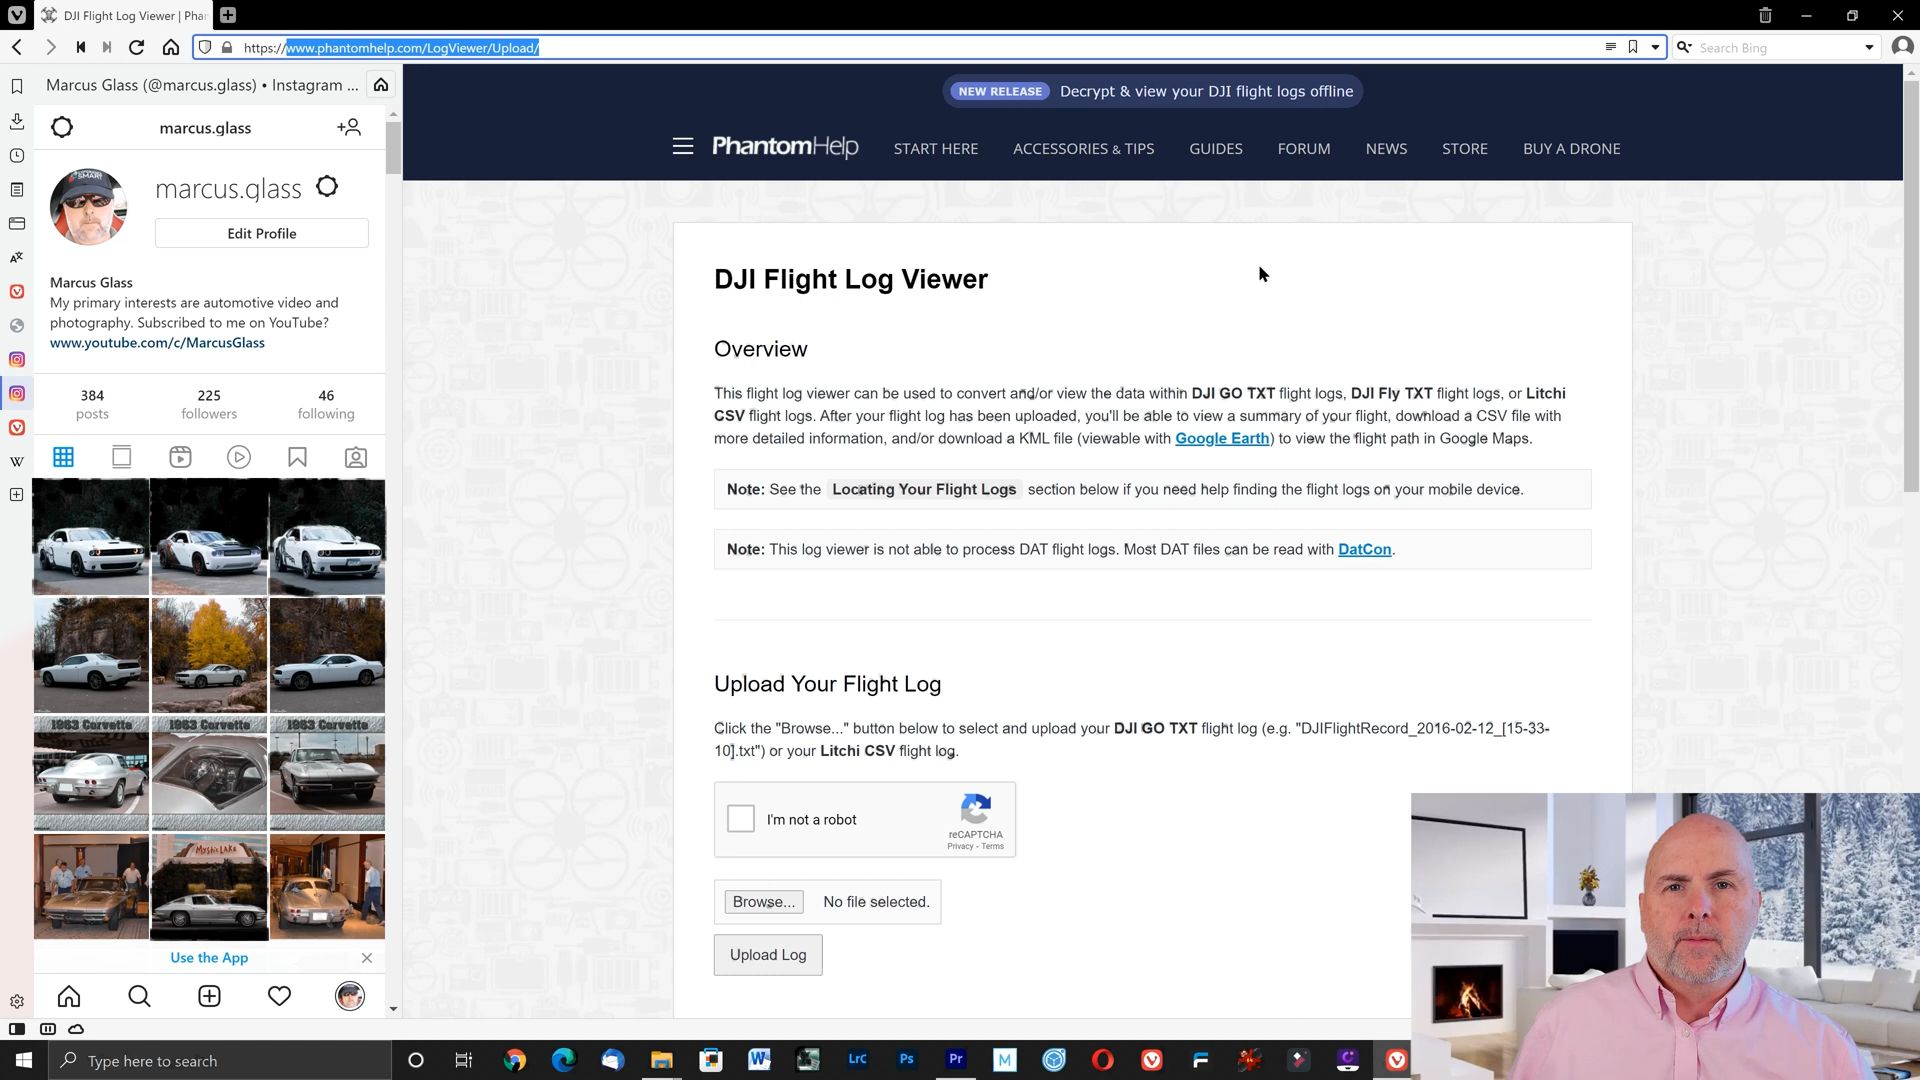 DJI Flight Log Viewer | Phan
https://www.phantomhelp.com/LogViewer/Upload/
Search Bing
Marcus Glass (@marcus.glass) • Instagram ...
marcus.glass
marcus.glass
Edit Profile
Marcus Glass
My primary interests are automotive video and
photography. Subscribed to me on YouTube?
www.youtube.com/c/MarcusGlass
384 225 46
posts followers following
1963 Corvette 1963 Corvette 1963 Corvette
MYSTIC LAKE
Use the App
NEW RELEASE Decrypt & view your DJI flight logs offline
PhantomHelp START HERE ACCESSORIES & TIPS GUIDES FORUM NEWS STORE BUY A DRONE
DJI Flight Log Viewer
Overview
This flight log viewer can be used to convert and/or view the data within DJI GO TXT flight logs, DJI Fly TXT flight logs, or Litchi
CSV flight logs. After your flight log has been uploaded, you'll be able to view a summary of your flight, download a CSV file with
more detailed information, and/or download a KML file (viewable with Google Earth) to view the flight path in Google Maps.
Note: See the Locating Your Flight Logs section below if you need help finding the flight logs on your mobile device.
Note: This log viewer is not able to process DAT flight logs. Most DAT files can be read with DatCon.
Upload Your Flight Log
Click the "Browse..." button below to select and upload your DJI GO TXT flight log (e.g. "DJIFlightRecord_2016-02-12_[15-33-
10].txt") or your Litchi CSV flight log.
I'm not a robot
reCAPTCHA
Privacy - Terms
Browse... No file selected.
Upload Log
Type here to search
LrC Ps Pr M